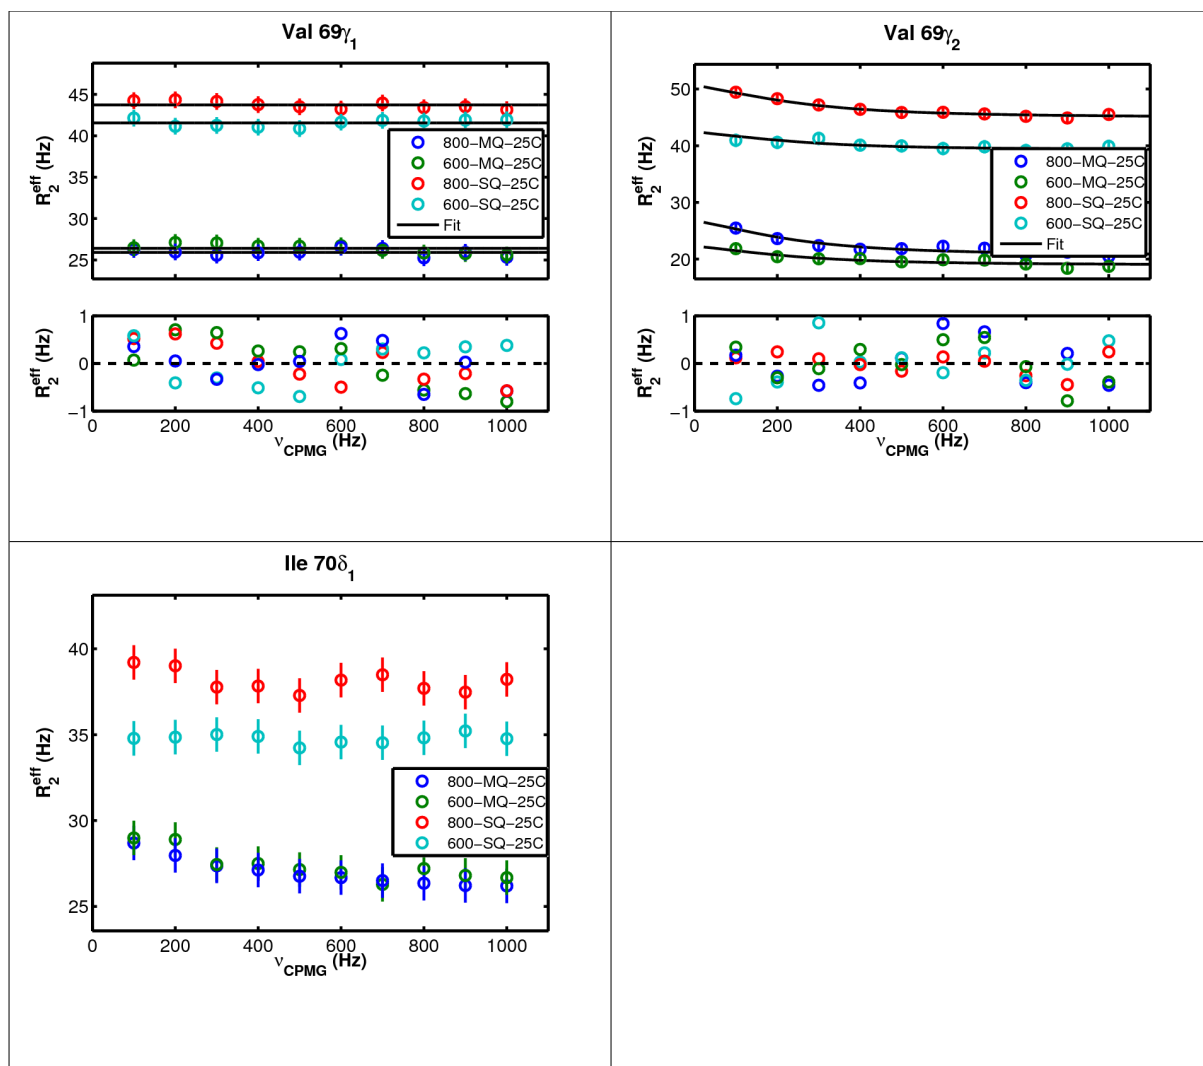 Val 69γ1
45
40
35
30
25
R2eff (Hz)
800−MQ−25C
600−MQ−25C
800−SQ−25C
600−SQ−25C
Fit
1
0
−1
R2eff (Hz)
0 200 400 600 800 1000
νCPMG (Hz)
Val 69γ2
50
40
30
20
R2eff (Hz)
800−MQ−25C
600−MQ−25C
800−SQ−25C
600−SQ−25C
Fit
1
0
−1
R2eff (Hz)
0 200 400 600 800 1000
νCPMG (Hz)
Ile 70δ1
40
35
30
25
R2eff (Hz)
800−MQ−25C
600−MQ−25C
800−SQ−25C
600−SQ−25C
0 200 400 600 800 1000
νCPMG (Hz)